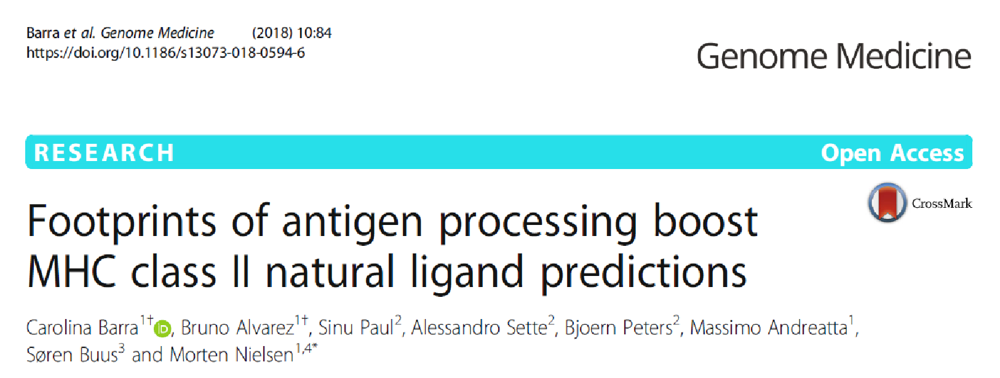 Barra et al. Genome Medicine (2018) 10:84
https://doi.org/10.1186/s13073-018-0594-6
Genome Medicine
RESEARCH Open Access
CrossMark
Footprints of antigen processing boost
MHC class II natural ligand predictions
Carolina Barra1† iD, Bruno Alvarez1†, Sinu Paul2, Alessandro Sette2, Bjoern Peters2, Massimo Andreatta1,
Søren Buus3 and Morten Nielsen1,4*